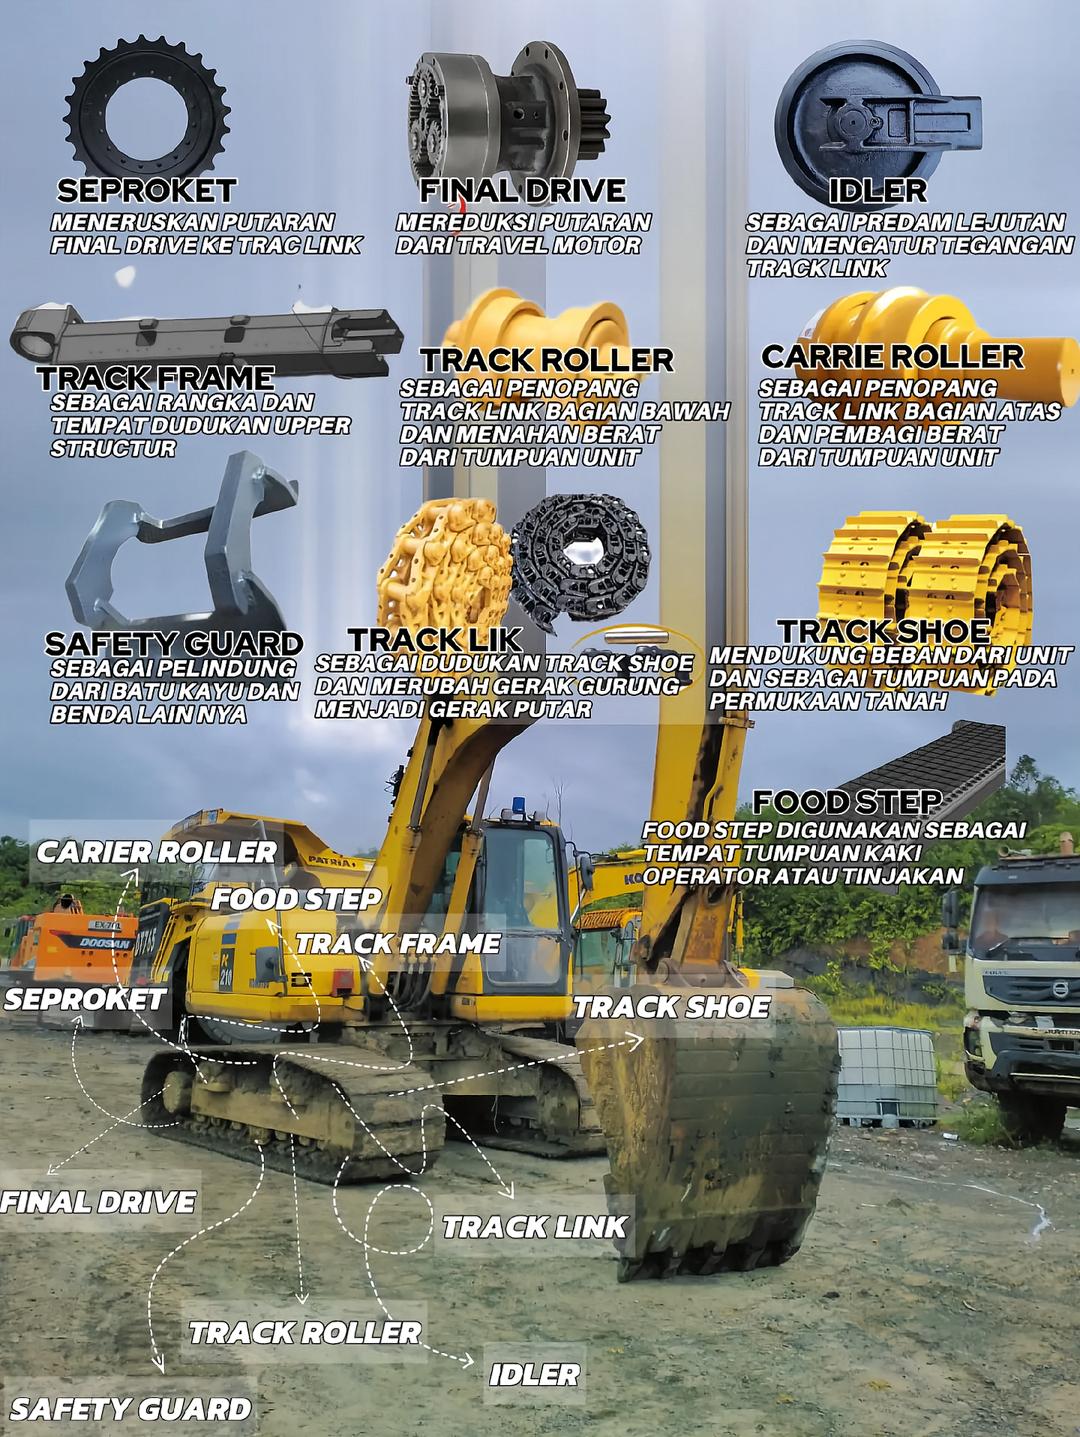 SEPROKET
MENERUSKAN PUTARAN
FINAL DRIVE KE TRAC LINK
FINAL DRIVE
MEREDUKSI PUTARAN
DARI TRAVEL MOTOR
IDLER
SEBAGAI PREDAM LEJUTAN
DAN MENGATUR TEGANGAN
TRACK LINK
TRACK FRAME
SEBAGAI RANGKA DAN
TEMPAT DUDUKAN UPPER
STRUCTUR
TRACK ROLLER
SEBAGAI PENOPANG
TRACK LINK BAGIAN BAWAH
DAN MENAHAN BERAT
DARI TUMPUAN UNIT
CARRIE ROLLER
SEBAGAI PENOPANG
TRACK LINK BAGIAN ATAS
DAN PEMBAGI BERAT
DARI TUMPUAN UNIT
SAFETY GUARD
SEBAGAI PELINDUNG
DARI BATU KAYU DAN
BENDA LAIN NYA
TRACK LIK
SEBAGAI DUDUKAN TRACK SHOE
DAN MERUBAH GERAK GURUNG
MENJADI GERAK PUTAR
TRACK SHOE
MENDUKUNG BEBAN DARI UNIT
DAN SEBAGAI TUMPUAN PADA
PERMUKAAN TANAH
FOOD STEP
FOOD STEP DIGUNAKAN SEBAGAI
TEMPAT TUMPUAN KAKI
OPERATOR ATAU TINJAKAN
CARIER ROLLER
PATRIA
FOOD STEP
KO
TRACK FRAME
DOOSAN
PC
210
SEPROKET
TRACK SHOE
FINAL DRIVE
TRACK LINK
TRACK ROLLER
IDLER
SAFETY GUARD